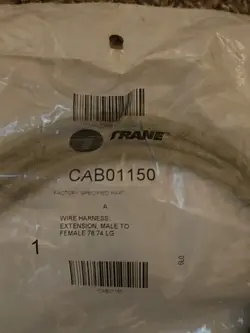 TRANE
CAB01150
FACTORY SPECIFIED PART
A
WIRE HARNESS:
EXTENSION, MALE TO
FEMALE 78.74 LG
1